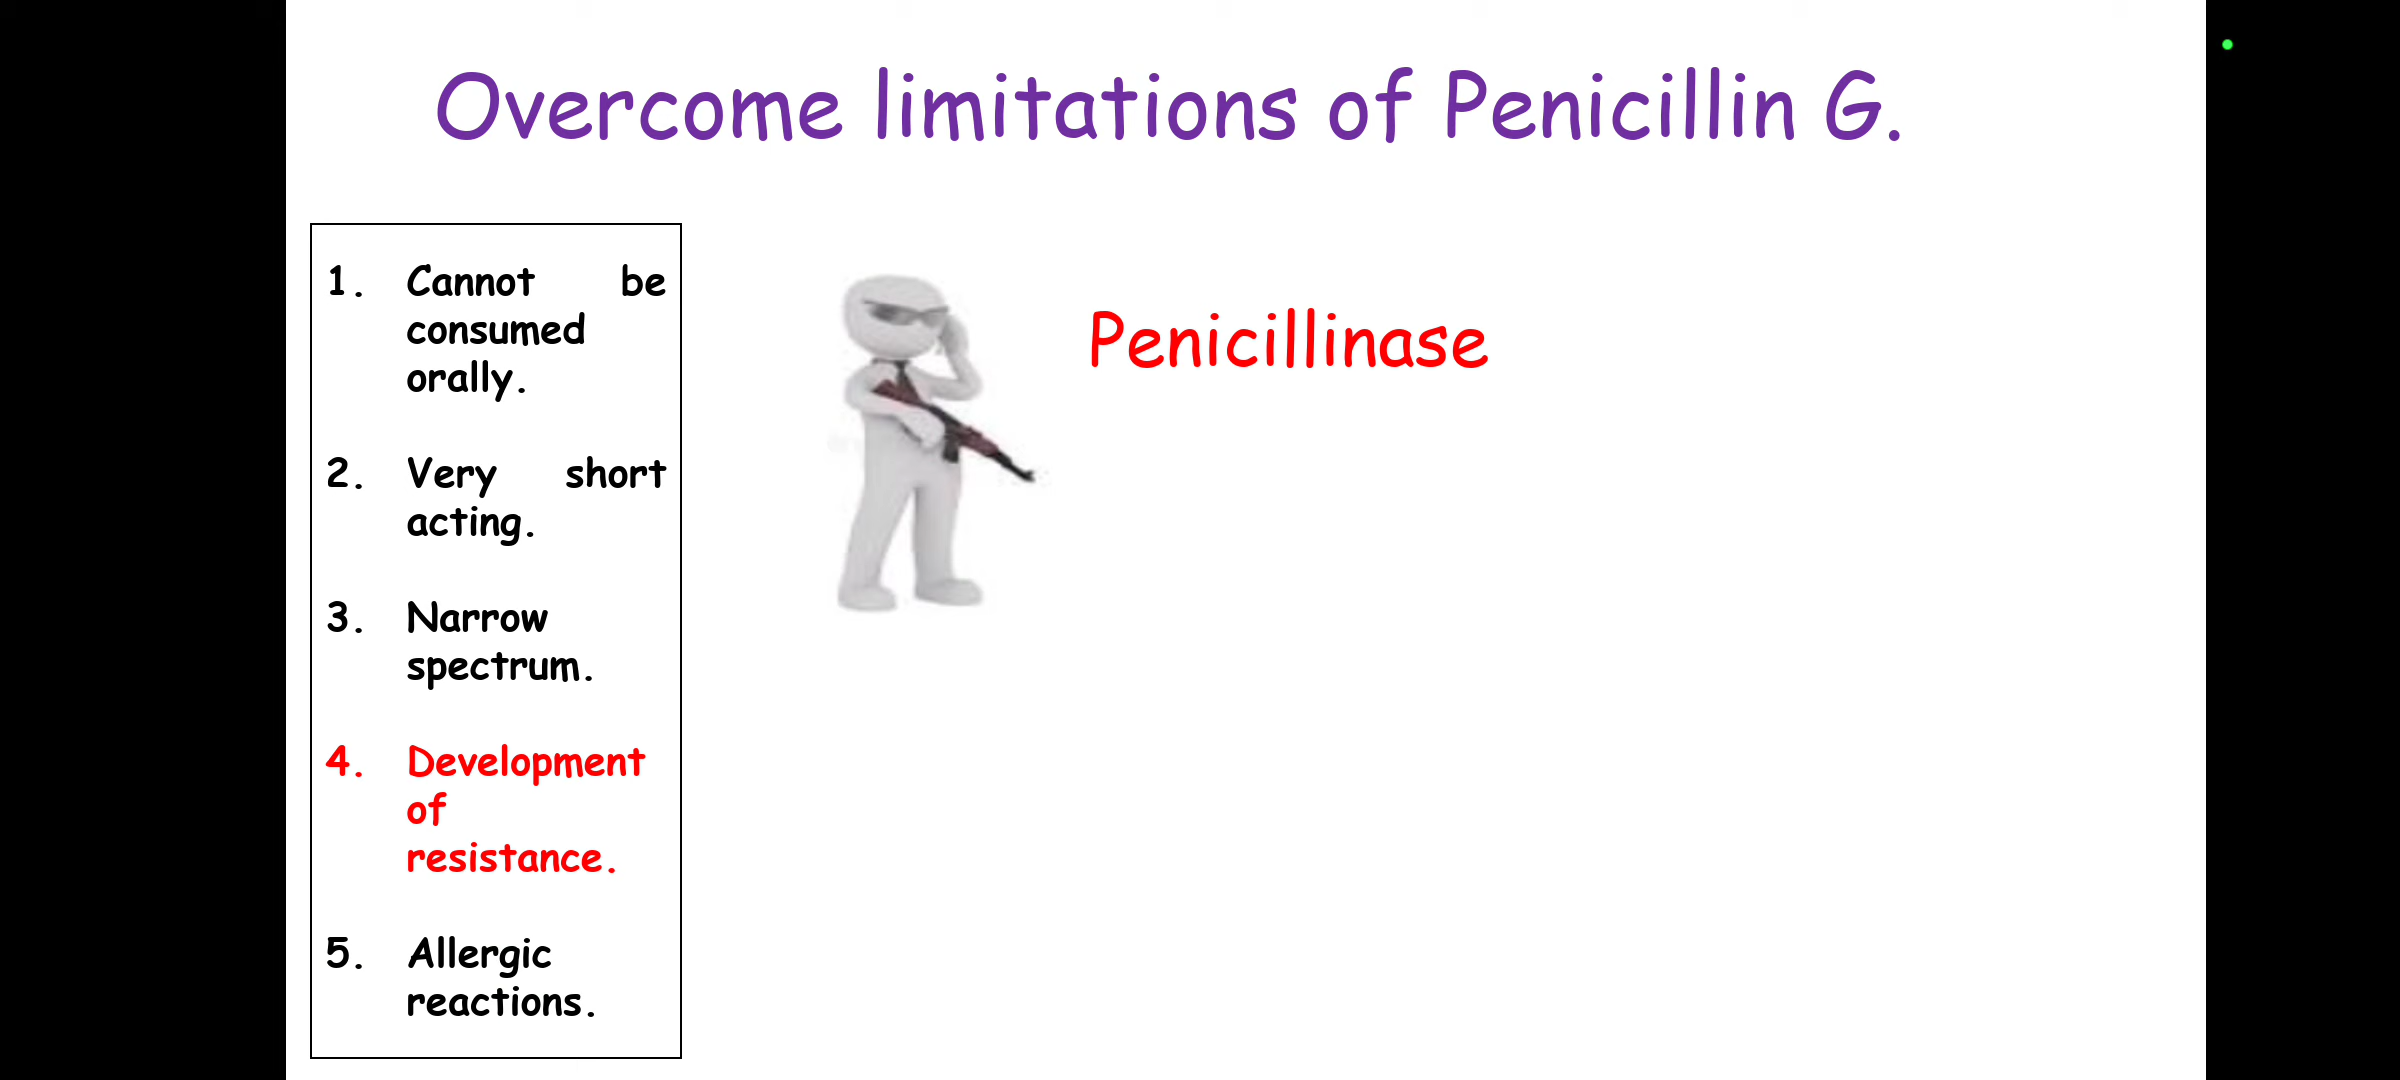 Overcome limitations of Penicillin G.
1. Cannot be
consumed
orally.
2. Very short
acting.
3. Narrow
spectrum.
4. Development
of
resistance.
5. Allergic
reactions.
Penicillinase